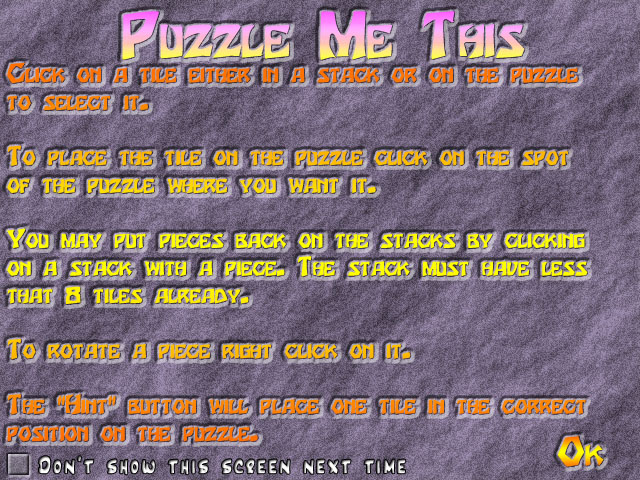 Puzzle Me This
Click on a tile either in a stack or on the puzzle
to select it.
To place the tile on the puzzle click on the spot
of the puzzle where you want it.
You may put pieces back on the stacks by clicking
on a stack with a piece. The stack must have less
that 8 tiles already.
To rotate a piece right click on it.
The "Hint" button will place one tile in the correct
position on the puzzle.
Ok
Don't show this screen next time